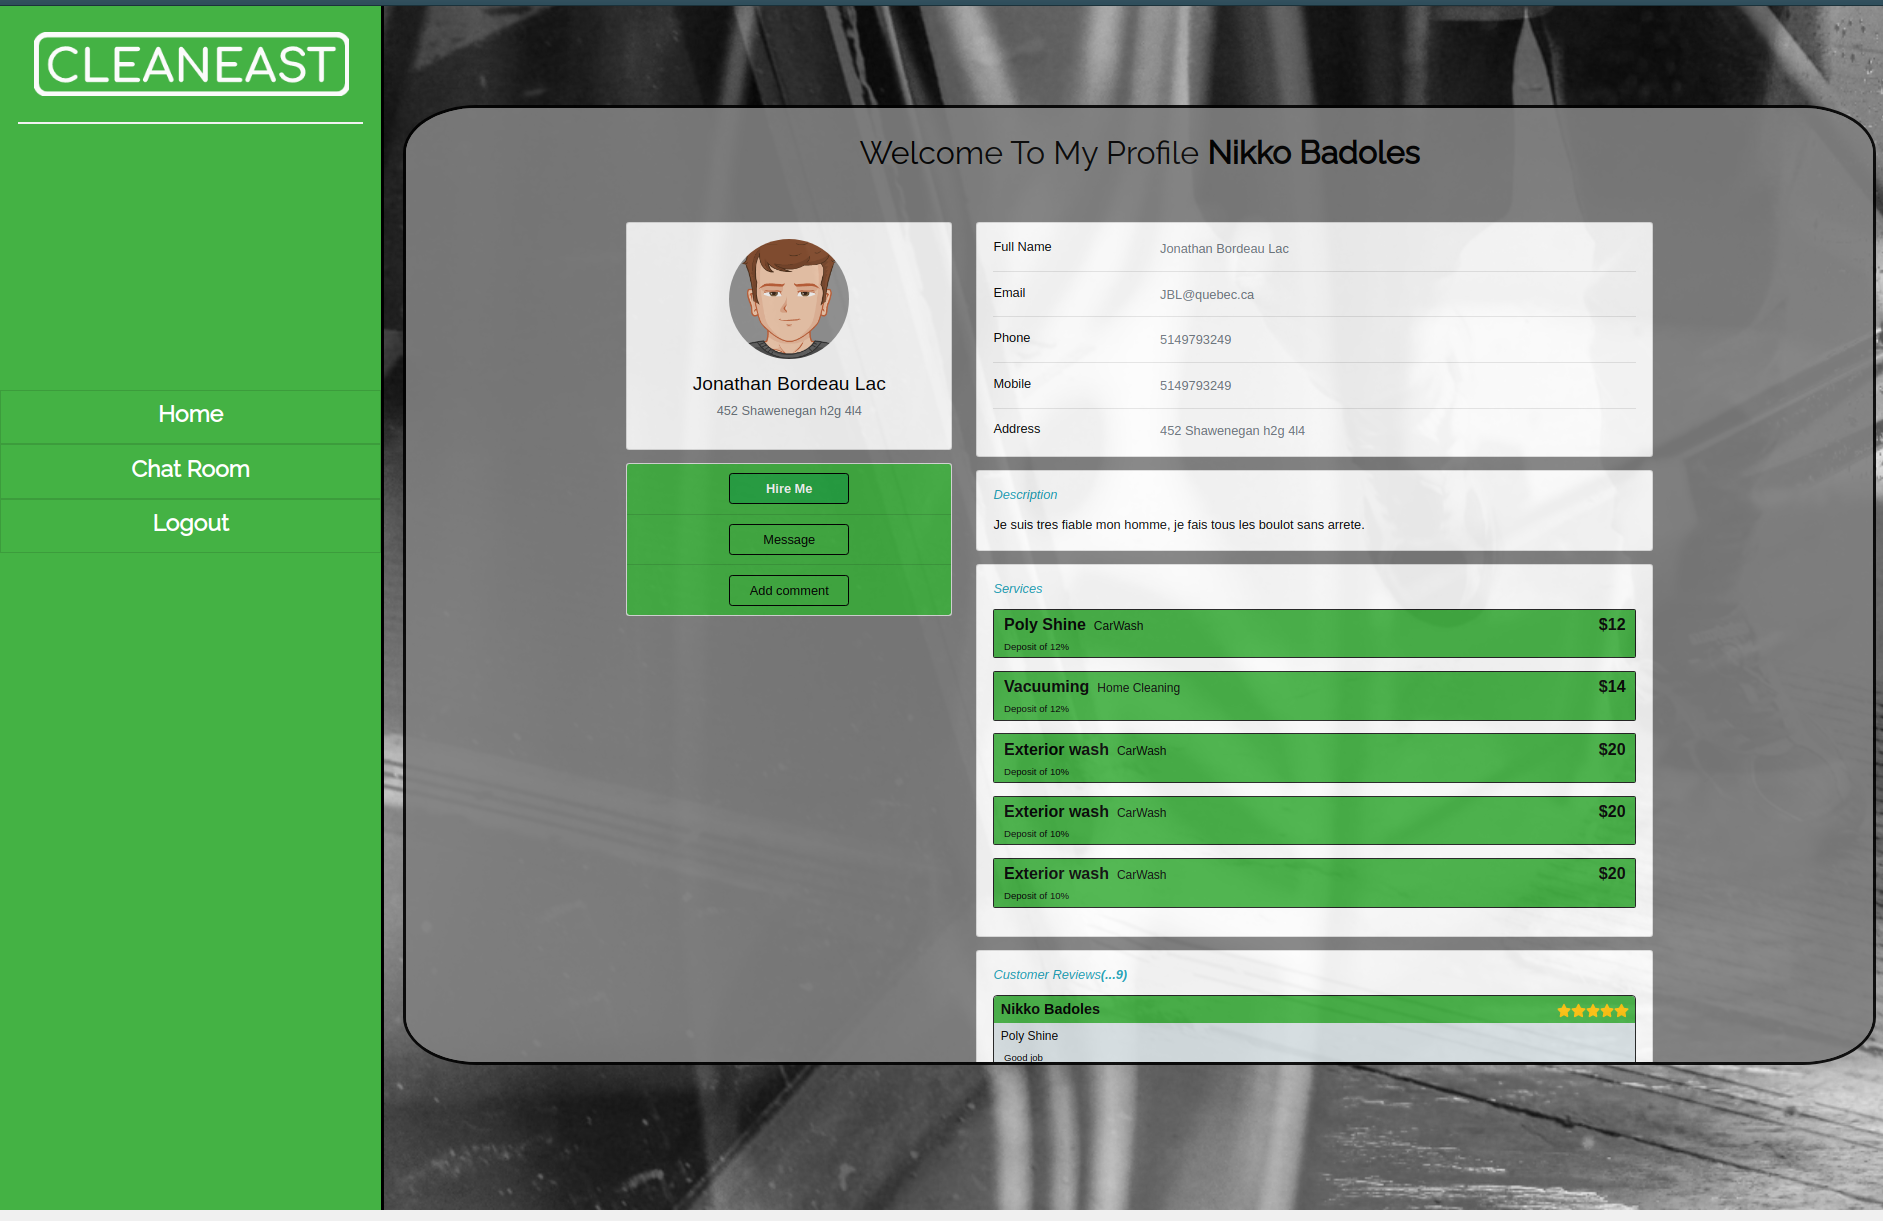 CLEANEAST
Home
Chat Room
Logout
Welcome To My Profile Nikko Badoles
Jonathan Bordeau Lac
452 Shawenegan h2g 4l4
Hire Me
Message
Add comment
Full Name Jonathan Bordeau Lac
Email JBL@quebec.ca
Phone 5149793249
Mobile 5149793249
Address 452 Shawenegan h2g 4l4
Description
Je suis tres fiable mon homme, je fais tous les boulot sans arrete.
Services
Poly Shine CarWash $12
Deposit of 12%
Vacuuming Home Cleaning $14
Deposit of 12%
Exterior wash CarWash $20
Deposit of 10%
Exterior wash CarWash $20
Deposit of 10%
Exterior wash CarWash $20
Deposit of 10%
Customer Reviews(...9)
Nikko Badoles
Poly Shine
Good job